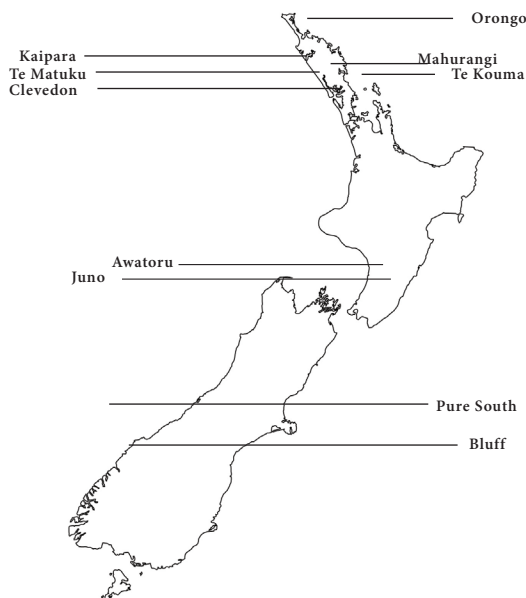 Orongo
Kaipara
Mahurangi
Te Matuku
Te Kouma
Clevedon
Awatoru
Juno
Pure South
Bluff